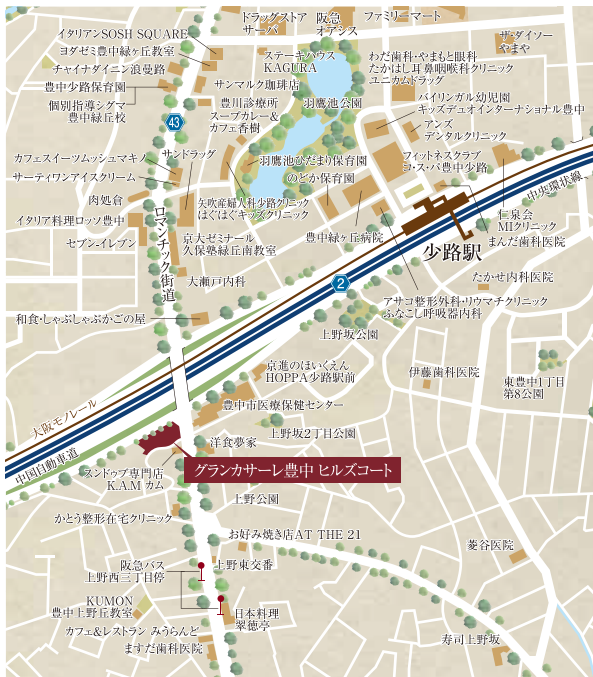 イタリアンSOSH SQUARE
ヨダゼミ豊中緑ヶ丘教室
チャイナダイニン浪曼路
豊中少路保育園
個別指導シグマ
豊中緑丘校
43
ドラッグストア
サーバ
阪急
オアシス
ファミリーマート
ザ・ダイソー
やまや
ステーキハウス
KAGURA
わだ歯科・やまもと眼科
たかはし耳鼻咽喉科クリニック
ユニカムドラッグ
サンマルク珈琲店
豊川診療所
スープカレー&
カフェ香樹
羽鷹池公園
バイリンガル幼児園
キッズデュオインターナショナル豊中
アンズ
デンタルクリニック
カフェスイーツムッシュマキノ
サンドラッグ
サーティワンアイスクリーム
羽鷹池ひだまり保育園
のどか保育園
フィットネスクラブ
コ・ス・パ豊中少路
中央環状線
肉処倉
矢吹産婦人科少路クリニック
はぐはぐキッズクリニック
イタリア料理ロッソ豊中
ロマンチック街道
セブン-イレブン
京大ゼミナール
久保塾緑丘南教室
豊中緑ヶ丘病院
仁泉会
MIクリニック
まんだ歯科医院
少路駅
大瀬戸内科
2
たかせ内科医院
アサコ整形外科・リウマチクリニック
ふなこし呼吸器内科
和食・しゃぶしゃぶかごの屋
上野坂公園
京進のほいくえん
HOPPA少路駅前
伊藤歯科医院
東豊中1丁目
第8公園
豊中市医療保健センター
大阪モノレール
上野坂2丁目公園
中国自動車道
洋食夢家
スンドゥブ専門店
K.A.M カム
グランカサーレ豊中 ヒルズコート
上野公園
かとう整形在宅クリニック
お好み焼き店AT THE 21
菱谷医院
阪急バス
上野西三丁目停
上野東交番
KUMON
豊中上野丘教室
日本料理
翠徳亭
カフェ&レストラン みうらんど
ますだ歯科医院
寿司上野坂